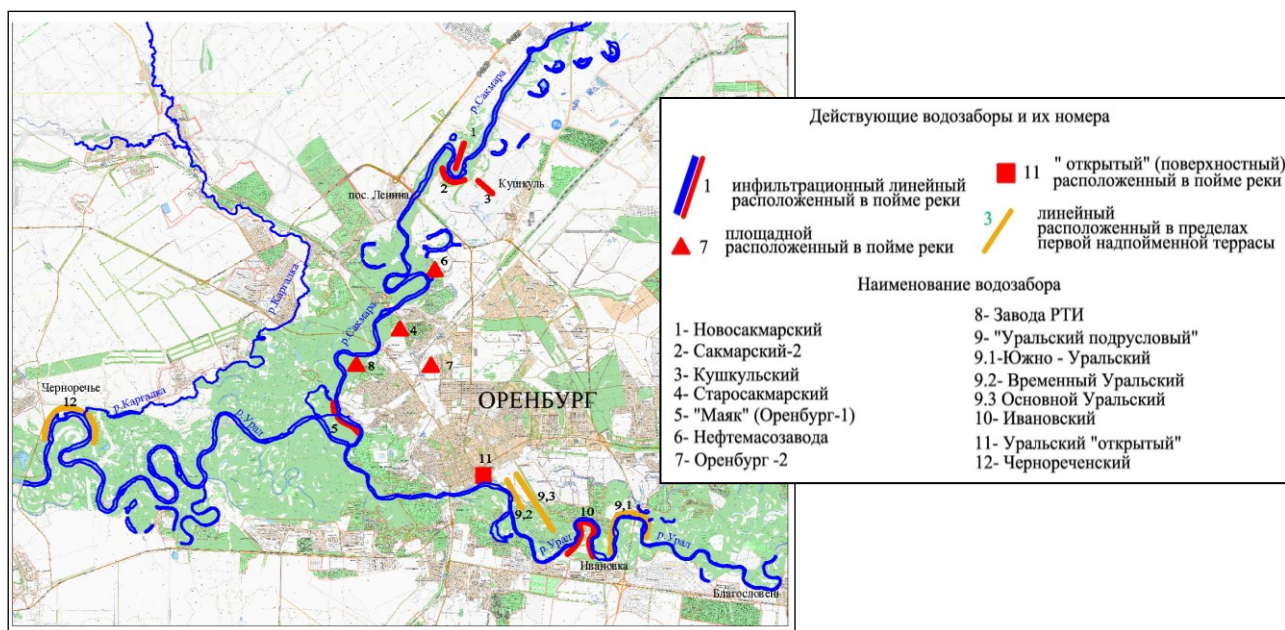 р.Сакмара
1
2
3
Кушкуль
пос. Ленина
6
р.Каргалка
р.Сакмара
4
8
7
Черноречье
12
р.Каргалка
р.Урал
5
ОРЕНБУРГ
11
9,3
9,2
10
9,1
р.Урал
р.Урал
Ивановка
Действующие водозаборы и их номера
1
инфильтрационный линейный
расположенный в пойме реки
7
площадной
расположенный в пойме реки
11
" открытый" (поверхностный)
расположенный в пойме реки
3
линейный
расположенный в пределах
первой надпойменной террасы
Наименование водозабора
1- Новосакмарский
2- Сакмарский-2
3- Кушкульский
4- Старосакмарский
5- "Маяк" (Оренбург-1)
6- Нефтемасозавода
7- Оренбург -2
8- Завода РТИ
9- "Уральский подрусловый"
9.1-Южно - Уральский
9.2- Временный Уральский
9.3 Основной Уральский
10- Ивановский
11- Уральский "открытый"
12- Чернореченский